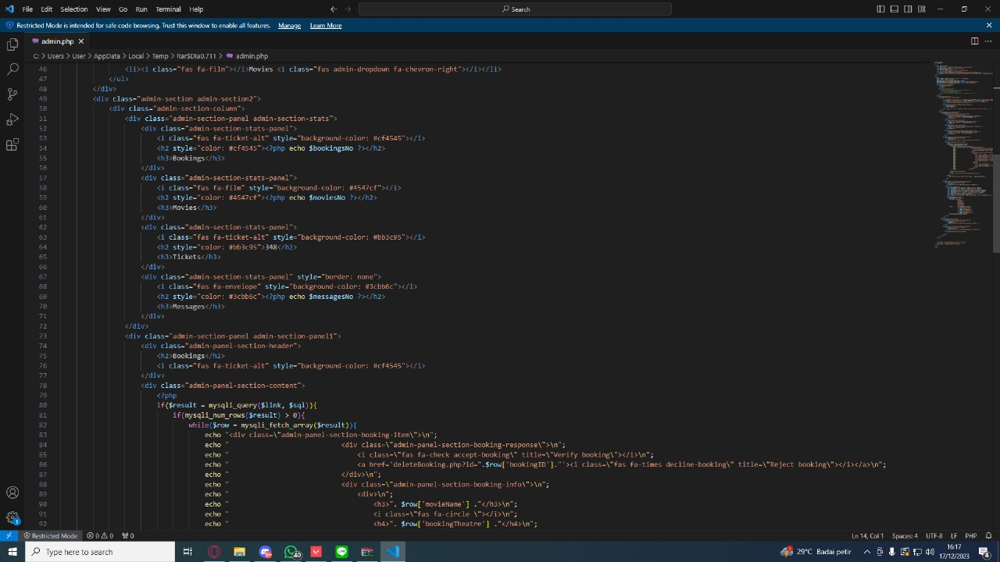 File Edit Selection View Go Run Terminal Help
Search
Restricted Mode is intended for safe code browsing. Trust this window to enable all features. Manage Learn More
admin.php
C: > Users > User > AppData > Local > Temp > Rar$DIa0.711 > admin.php
46 <li><i class="fas fa-film"></i>Movies <i class="fas admin-dropdown fa-chevron-right"></i></li>
47 </ul>
48 </div>
49 <div class="admin-section admin-section2">
50 <div class="admin-section-column">
51 <div class="admin-section-panel admin-section-stats">
52 <div class="admin-section-stats-panel">
53 <i class="fas fa-ticket-alt" style="background-color: #cf4545"></i>
54 <h2 style="color: #cf4545"><?php echo $bookingsNo ?></h2>
55 <h3>Bookings</h3>
56 </div>
57 <div class="admin-section-stats-panel">
58 <i class="fas fa-film" style="background-color: #4547cf"></i>
59 <h2 style="color: #4547cf"><?php echo $moviesNo ?></h2>
60 <h3>Movies</h3>
61 </div>
62 <div class="admin-section-stats-panel">
63 <i class="fas fa-ticket-alt" style="background-color: #bb3c95"></i>
64 <h2 style="color: #bb3c95">348</h2>
65 <h3>Tickets</h3>
66 </div>
67 <div class="admin-section-stats-panel" style="border: none">
68 <i class="fas fa-envelope" style="background-color: #3cbb6c"></i>
69 <h2 style="color: #3cbb6c"><?php echo $messagesNo ?></h2>
70 <h3>Messages</h3>
71 </div>
72 </div>
73 <div class="admin-section-panel admin-section-panel1">
74 <div class="admin-panel-section-header">
75 <h2>Bookings</h2>
76 <i class="fas fa-ticket-alt" style="background-color: #cf4545"></i>
77 </div>
78 <div class="admin-panel-section-content">
79 <?php
80 if($result = mysqli_query($link, $sql)){
81 if(mysqli_num_rows($result) > 0){
82 while($row = mysqli_fetch_array($result)){
83 echo "<div class=\"admin-panel-section-booking-item\">\n";
84 echo " <div class=\"admin-panel-section-booking-response\">\n";
85 echo " <i class=\"fas fa-check accept-booking\" title=\"Verify booking\"></i>\n";
86 echo " <a href='deleteBooking.php?id=".$row['bookingID']."'><i class=\"fas fa-times decline-booking\" title=\"Reject booking\"></i></a>\n";
87 echo " </div>\n";
88 echo " <div class=\"admin-panel-section-booking-info\">\n";
89 echo " <div>\n";
90 echo " <h3>". $row['movieName'] ."</h3>\n";
91 echo " <i class=\"fas fa-circle \"></i>\n";
92 echo " <h4>". $row['bookingTheatre'] ."</h4>\n";
Restricted Mode 0 0 0 Ln 14, Col 1 Spaces: 4 UTF-8 LF PHP
Type here to search 40 29°C Badai petir 16:17
17/12/2023 4